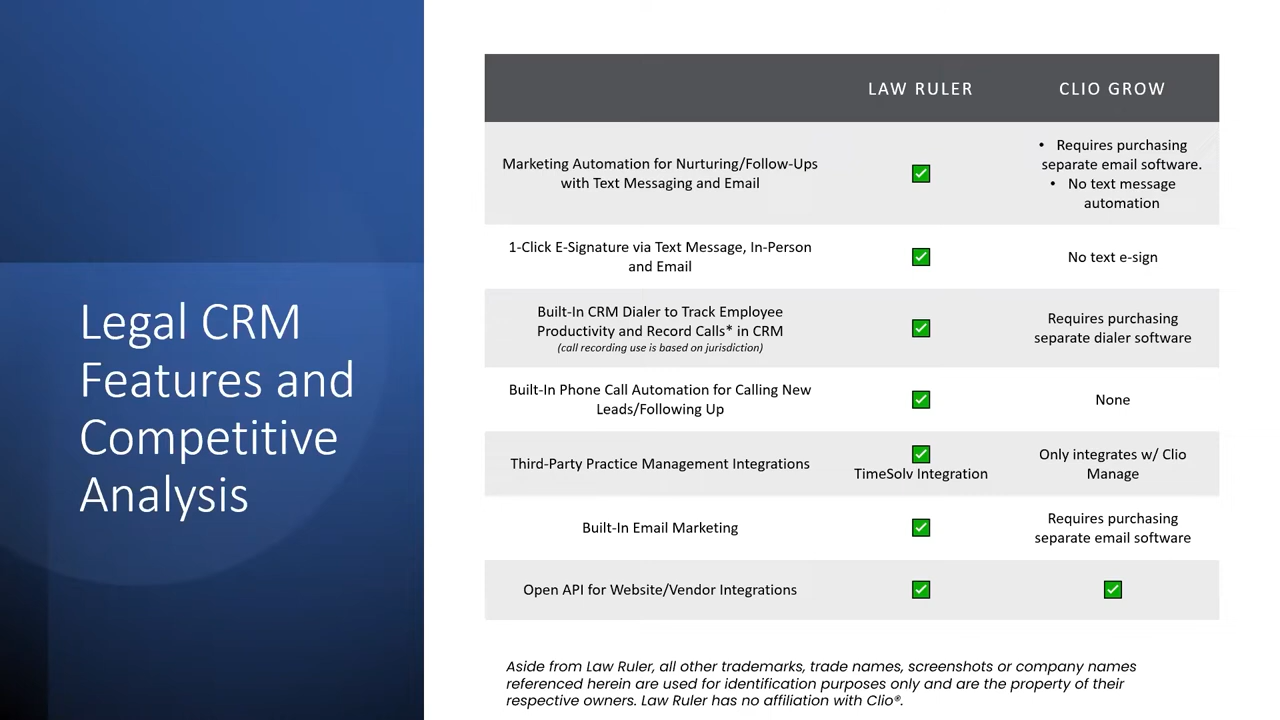 Legal CRM
Features and
Competitive
Analysis
LAW RULER
CLIO GROW
Marketing Automation for Nurturing/Follow-Ups
with Text Messaging and Email
• Requires purchasing
separate email software.
• No text message
automation
1-Click E-Signature via Text Message, In-Person
and Email
No text e-sign
Built-In CRM Dialer to Track Employee
Productivity and Record Calls* in CRM
(call recording use is based on jurisdiction)
Requires purchasing
separate dialer software
Built-In Phone Call Automation for Calling New
Leads/Following Up
None
Third-Party Practice Management Integrations
TimeSolv Integration
Only integrates w/ Clio
Manage
Built-In Email Marketing
Requires purchasing
separate email software
Open API for Website/Vendor Integrations
Aside from Law Ruler, all other trademarks, trade names, screenshots or company names
referenced herein are used for identification purposes only and are the property of their
respective owners. Law Ruler has no affiliation with Clio®.